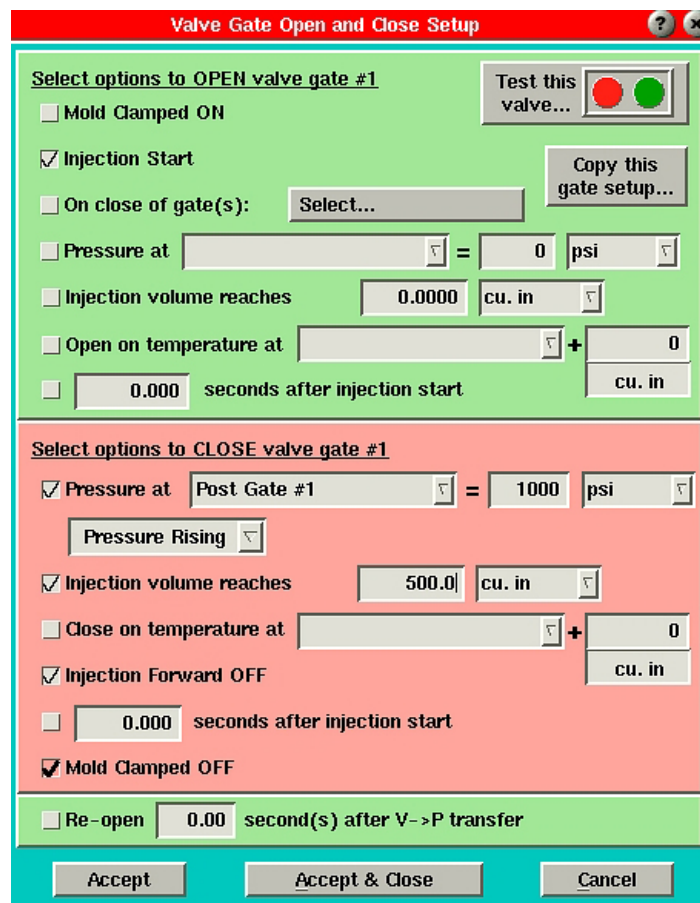 Valve Gate Open and Close Setup
?
Select options to OPEN valve gate #1
Test this
valve...
Mold Clamped ON
Injection Start
Copy this
gate setup...
On close of gate(s): Select...
Pressure at = 0 psi
Injection volume reaches 0.0000 cu. in
Open on temperature at + 0
cu. in
0.000 seconds after injection start
Select options to CLOSE valve gate #1
Pressure at Post Gate #1 = 1000 psi
Pressure Rising
Injection volume reaches 500.0 cu. in
Close on temperature at + 0
cu. in
Injection Forward OFF
0.000 seconds after injection start
Mold Clamped OFF
Re-open 0.00 second(s) after V->P transfer
Accept Accept & Close Cancel